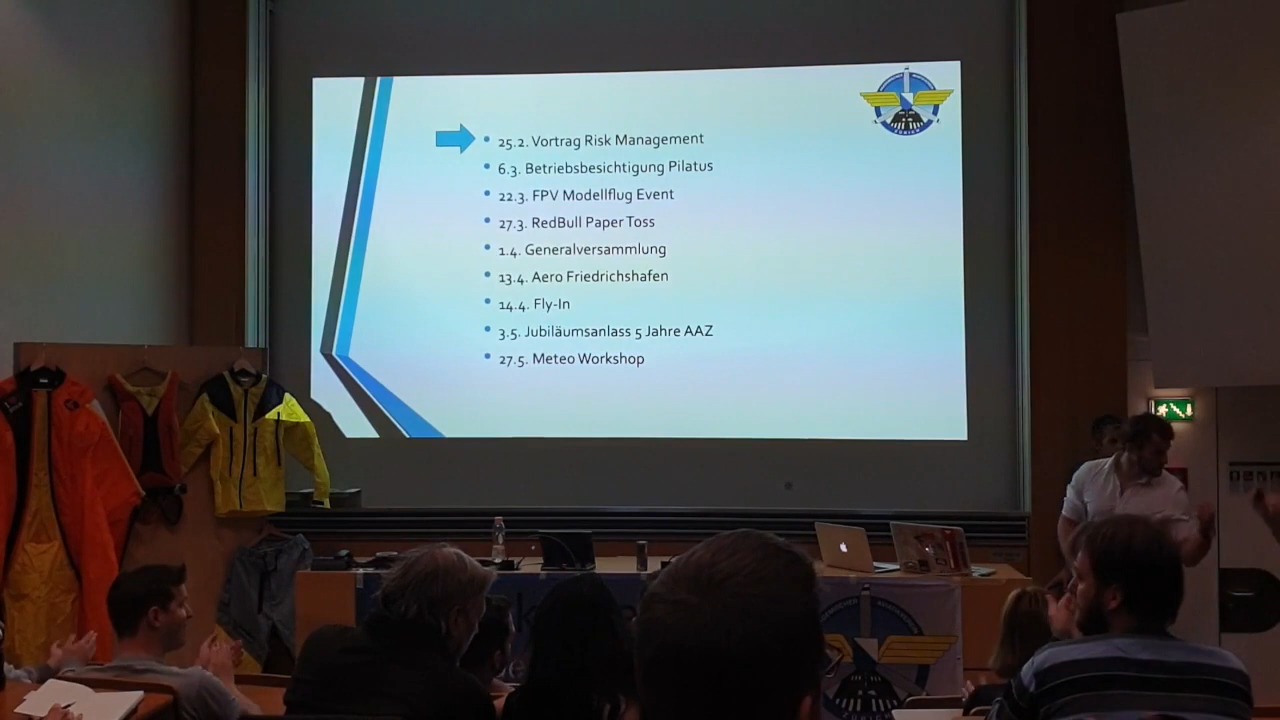 25.2. Vortrag Risk Management
6.3. Betriebsbesichtigung Pilatus
22.3. FPV Modellflug Event
27.3. RedBull Paper Toss
1.4. Generalversammlung
13.4. Aero Friedrichshafen
14.4. Fly-In
3.5. Jubiläumsanlass 5 Jahre AAZ
27.5. Meteo Workshop